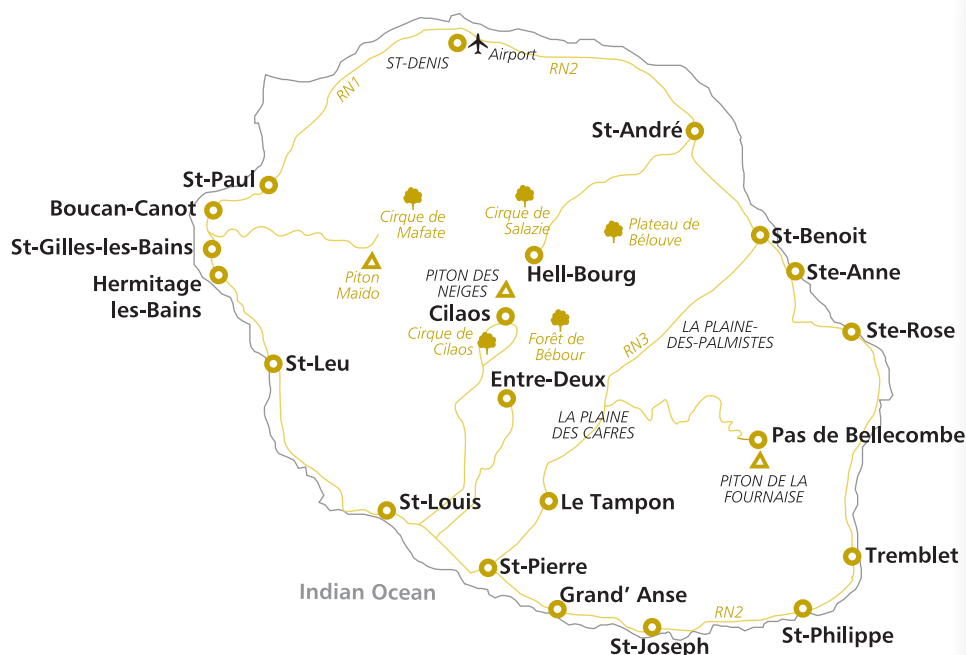 Airport
ST-DENIS
RN2
RN1
St-André
St-Paul
Boucan-Canot
Cirque de
Mafate
Cirque de
Salazie
Plateau de
Bélouve
St-Gilles-les-Bains
St-Benoit
Hermitage
les-Bains
Piton
Maïdo
PITON DES
NEIGES
Hell-Bourg
Ste-Anne
Cilaos
Cirque de
Cilaos
Forêt de
Bébour
RN3
LA PLAINE-
DES-PALMISTES
Ste-Rose
St-Leu
Entre-Deux
LA PLAINE
DES CAFRES
Pas de Bellecombe
PITON DE LA
FOURNAISE
St-Louis
Le Tampon
St-Pierre
Tremblet
Indian Ocean
Grand' Anse
RN2
St-Joseph
St-Philippe